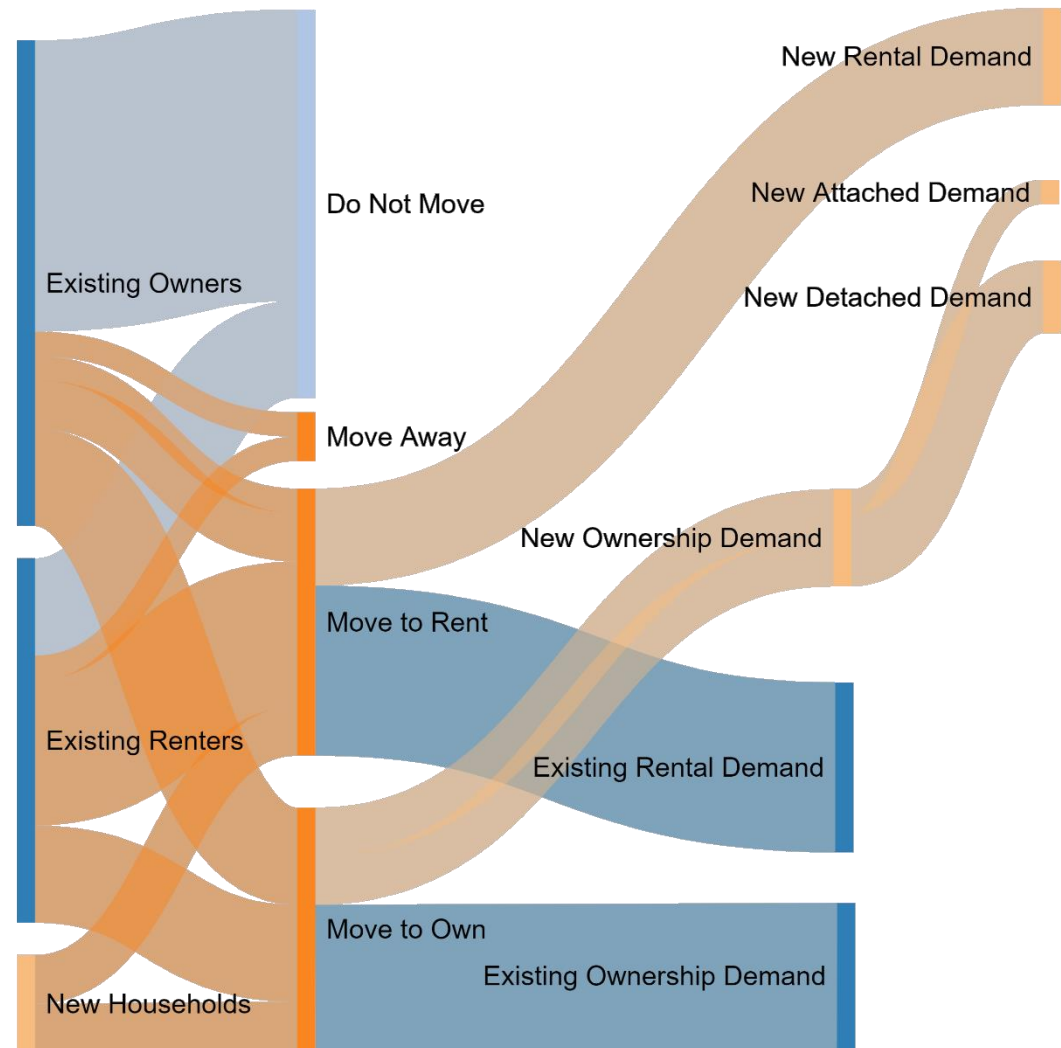 New Rental Demand
New Attached Demand
Do Not Move
Existing Owners
New Detached Demand
Move Away
New Ownership Demand
Move to Rent
Existing Renters
Existing Rental Demand
Move to Own
Existing Ownership Demand
New Households